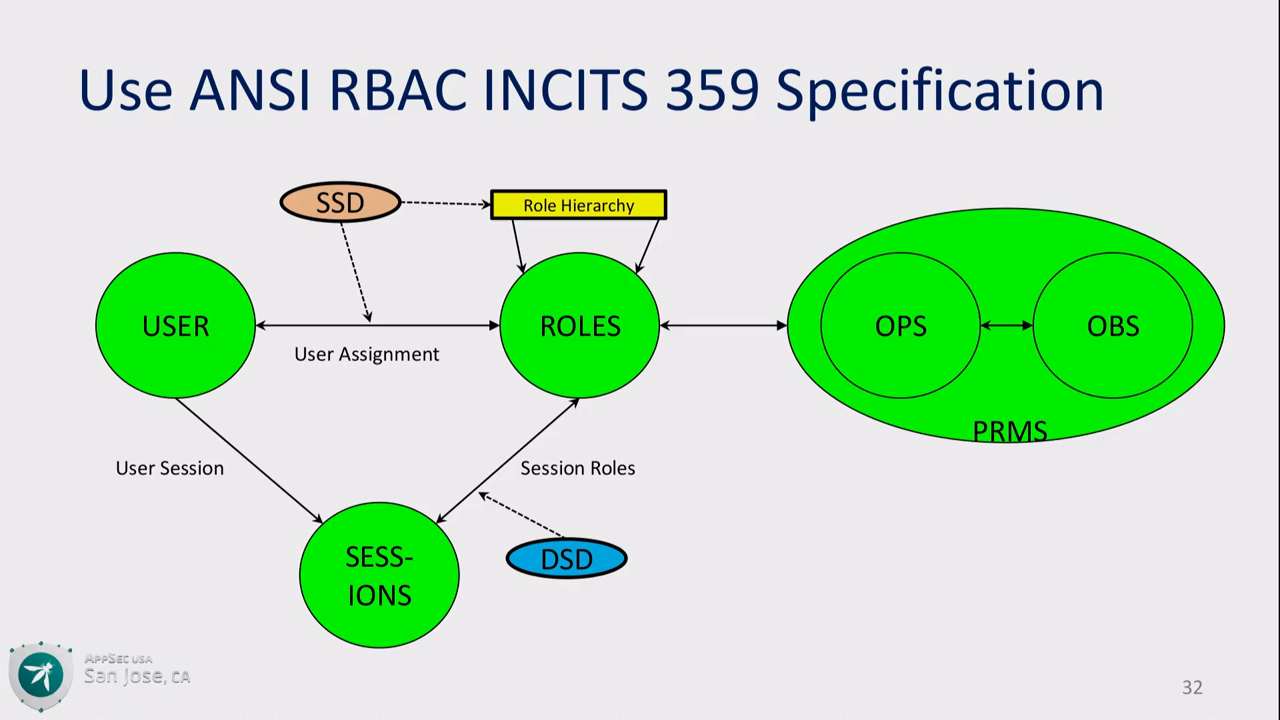 Use ANSI RBAC INCITS 359 Specification
SSD
Role Hierarchy
USER
ROLES
OPS
OBS
User Assignment
PRMS
User Session
Session Roles
SESS-
IONS
DSD
AppSec USA
San Jose, CA
32